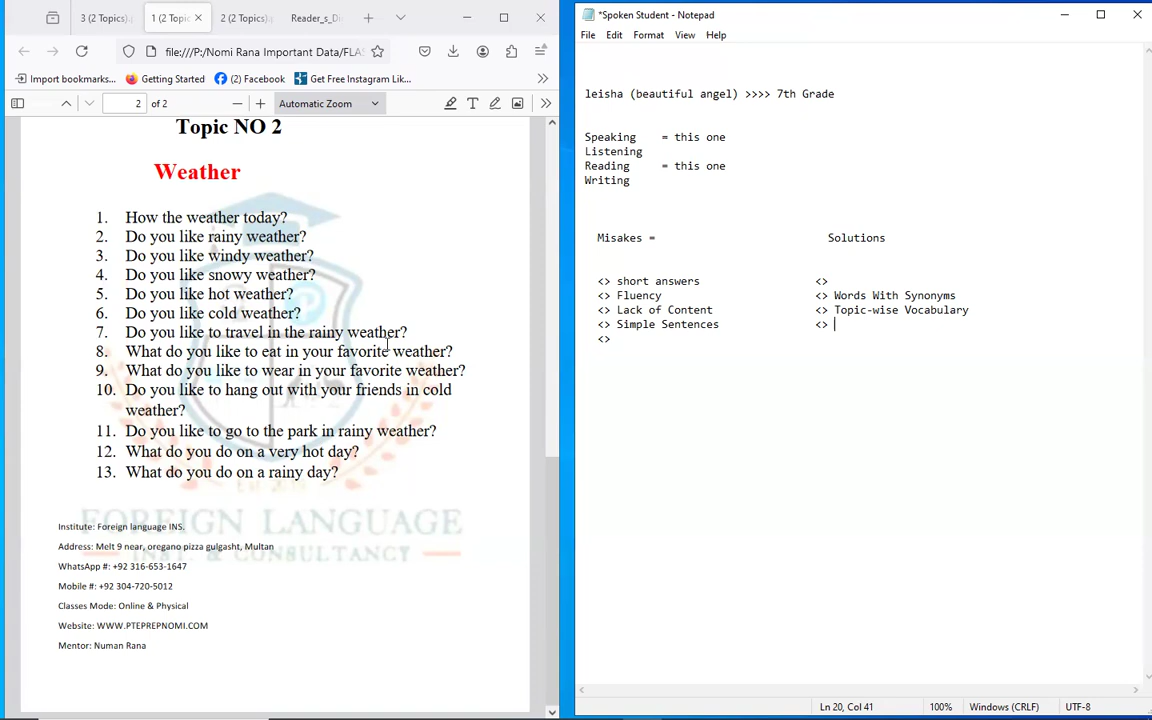 3 (2 Topics).
1 (2 Topic
2 (2 Topics).
Reader_s_Di
file:///P:/Nomi Rana Important Data/FLAS
Import bookmarks...
Getting Started
(2) Facebook
Get Free Instagram Lik...
2
of 2
Automatic Zoom
Topic NO 2
Weather
1. How the weather today?
2. Do you like rainy weather?
3. Do you like windy weather?
4. Do you like snowy weather?
5. Do you like hot weather?
6. Do you like cold weather?
7. Do you like to travel in the rainy weather?
8. What do you like to eat in your favorite weather?
9. What do you like to wear in your favorite weather?
10. Do you like to hang out with your friends in cold
weather?
11. Do you like to go to the park in rainy weather?
12. What do you do on a very hot day?
13. What do you do on a rainy day?
FOREIGN LANGUAGE
INST. & CONSULTANCY
Institute: Foreign language INS.
Address: Melt 9 near, oregano pizza gulgasht, Multan
WhatsApp #: +92 316-653-1647
Mobile #: +92 304-720-5012
Classes Mode: Online & Physical
Website: WWW.PTEPREPNOMI.COM
Mentor: Numan Rana
*Spoken Student - Notepad
File Edit Format View Help
leisha (beautiful angel) >>>> 7th Grade
Speaking = this one
Listening
Reading = this one
Writing
Misakes = Solutions
<> short answers <>
<> Fluency <> Words With Synonyms
<> Lack of Content <> Topic-wise Vocabulary
<> Simple Sentences <>
<>
Ln 20, Col 41 100% Windows (CRLF) UTF-8